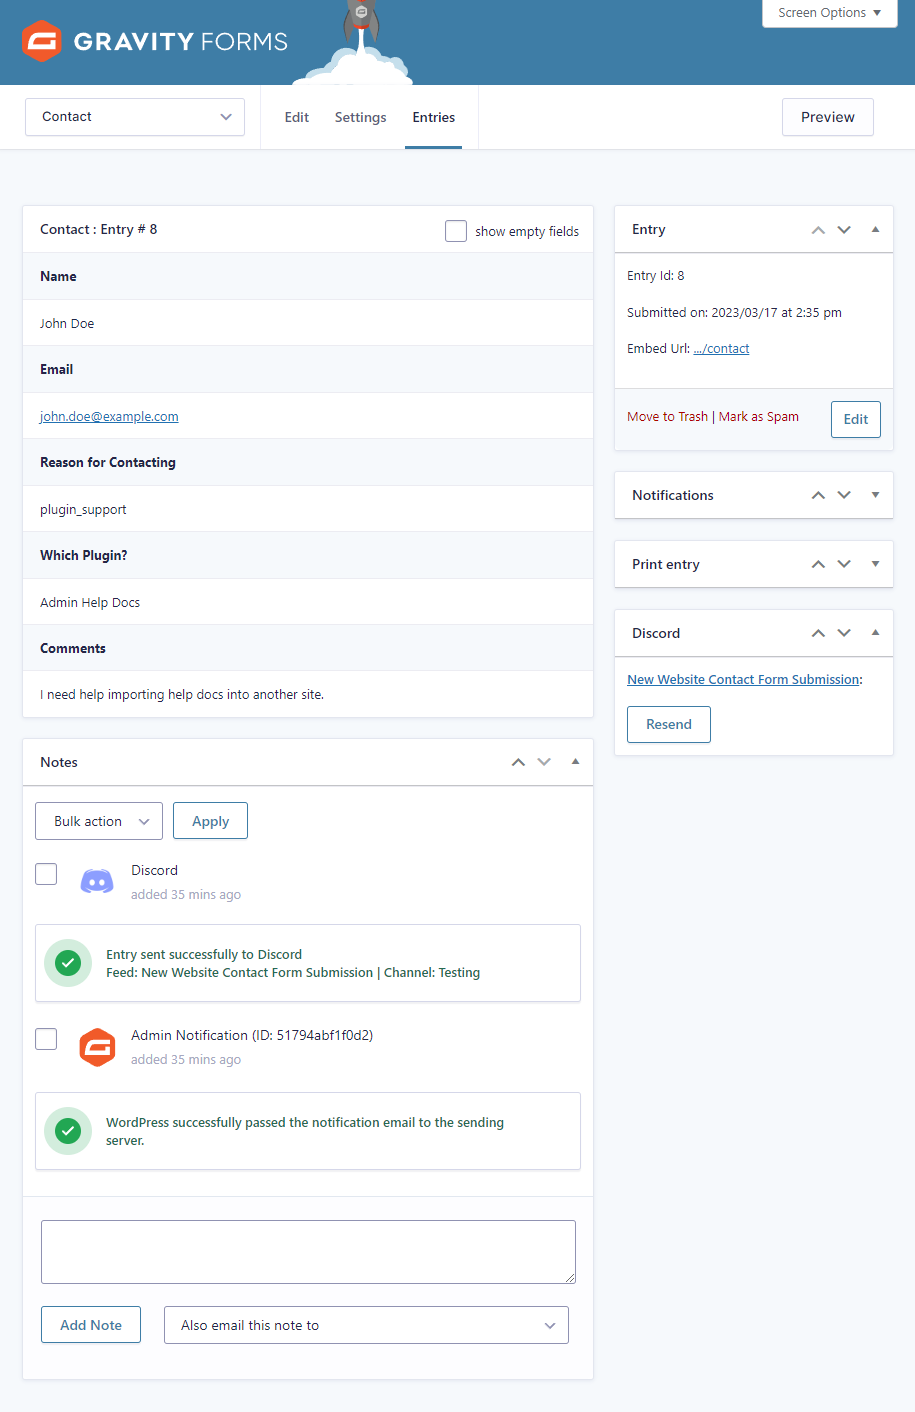 Screen Options
GRAVITY FORMS
Contact
Edit
Settings
Entries
Preview
Contact : Entry # 8
show empty fields
Name
John Doe
Email
john.doe@example.com
Reason for Contacting
plugin_support
Which Plugin?
Admin Help Docs
Comments
I need help importing help docs into another site.
Entry
Entry Id: 8
Submitted on: 2023/03/17 at 2:35 pm
Embed Url: .../contact
Move to Trash | Mark as Spam
Edit
Notifications
Print entry
Discord
New Website Contact Form Submission:
Resend
Notes
Bulk action
Apply
Discord
added 35 mins ago
Entry sent successfully to Discord
Feed: New Website Contact Form Submission | Channel: Testing
Admin Notification (ID: 51794abf1f0d2)
added 35 mins ago
WordPress successfully passed the notification email to the sending
server.
Add Note
Also email this note to